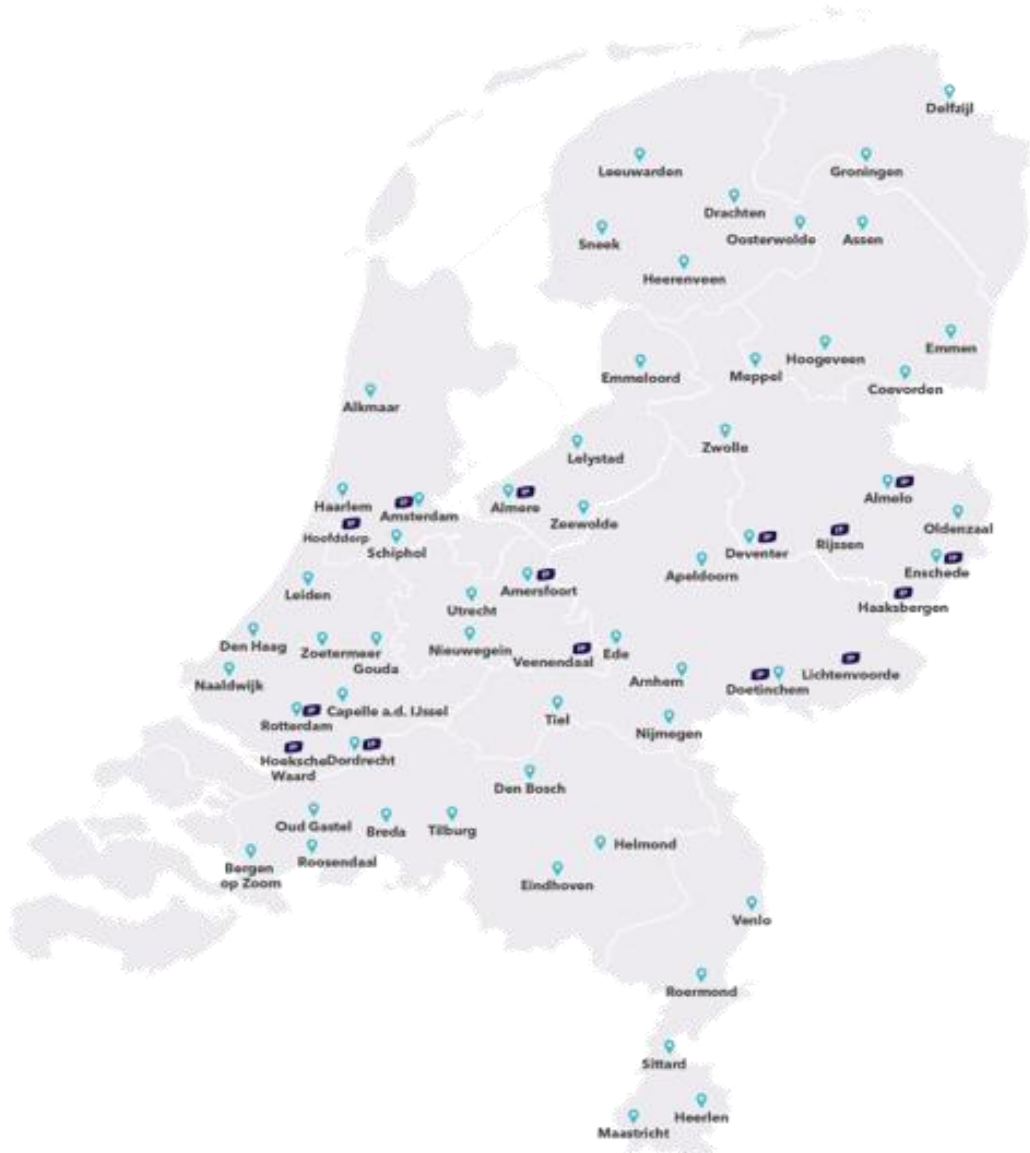 Delfzijl
Leeuwarden
Groningen
Drachten
Sneek
Oosterwolde
Assen
Heerenveen
Emmen
Hoogeveen
Emmeloord
Meppel
Coevorden
Alkmaar
Zwolle
Lelystad
Haarlem
Amsterdam
Almere
Almelo
Zeewolde
Oldenzaal
Hoofddorp
Schiphol
Deventer
Rijssen
Enschede
Apeldoorn
Leiden
Amersfoort
Utrecht
Haaksbergen
Den Haag
Zoetermeer
Gouda
Nieuwegein
Veenendaal
Ede
Naaldwijk
Arnhem
Doetinchem
Lichtenvoorde
Capelle a.d. IJssel
Rotterdam
Tiel
Nijmegen
Hoeksche
Waard
Dordrecht
Den Bosch
Oud Gastel
Breda
Tilburg
Helmond
Roosendaal
Bergen
op Zoom
Eindhoven
Venlo
Roermond
Sittard
Heerlen
Maastricht